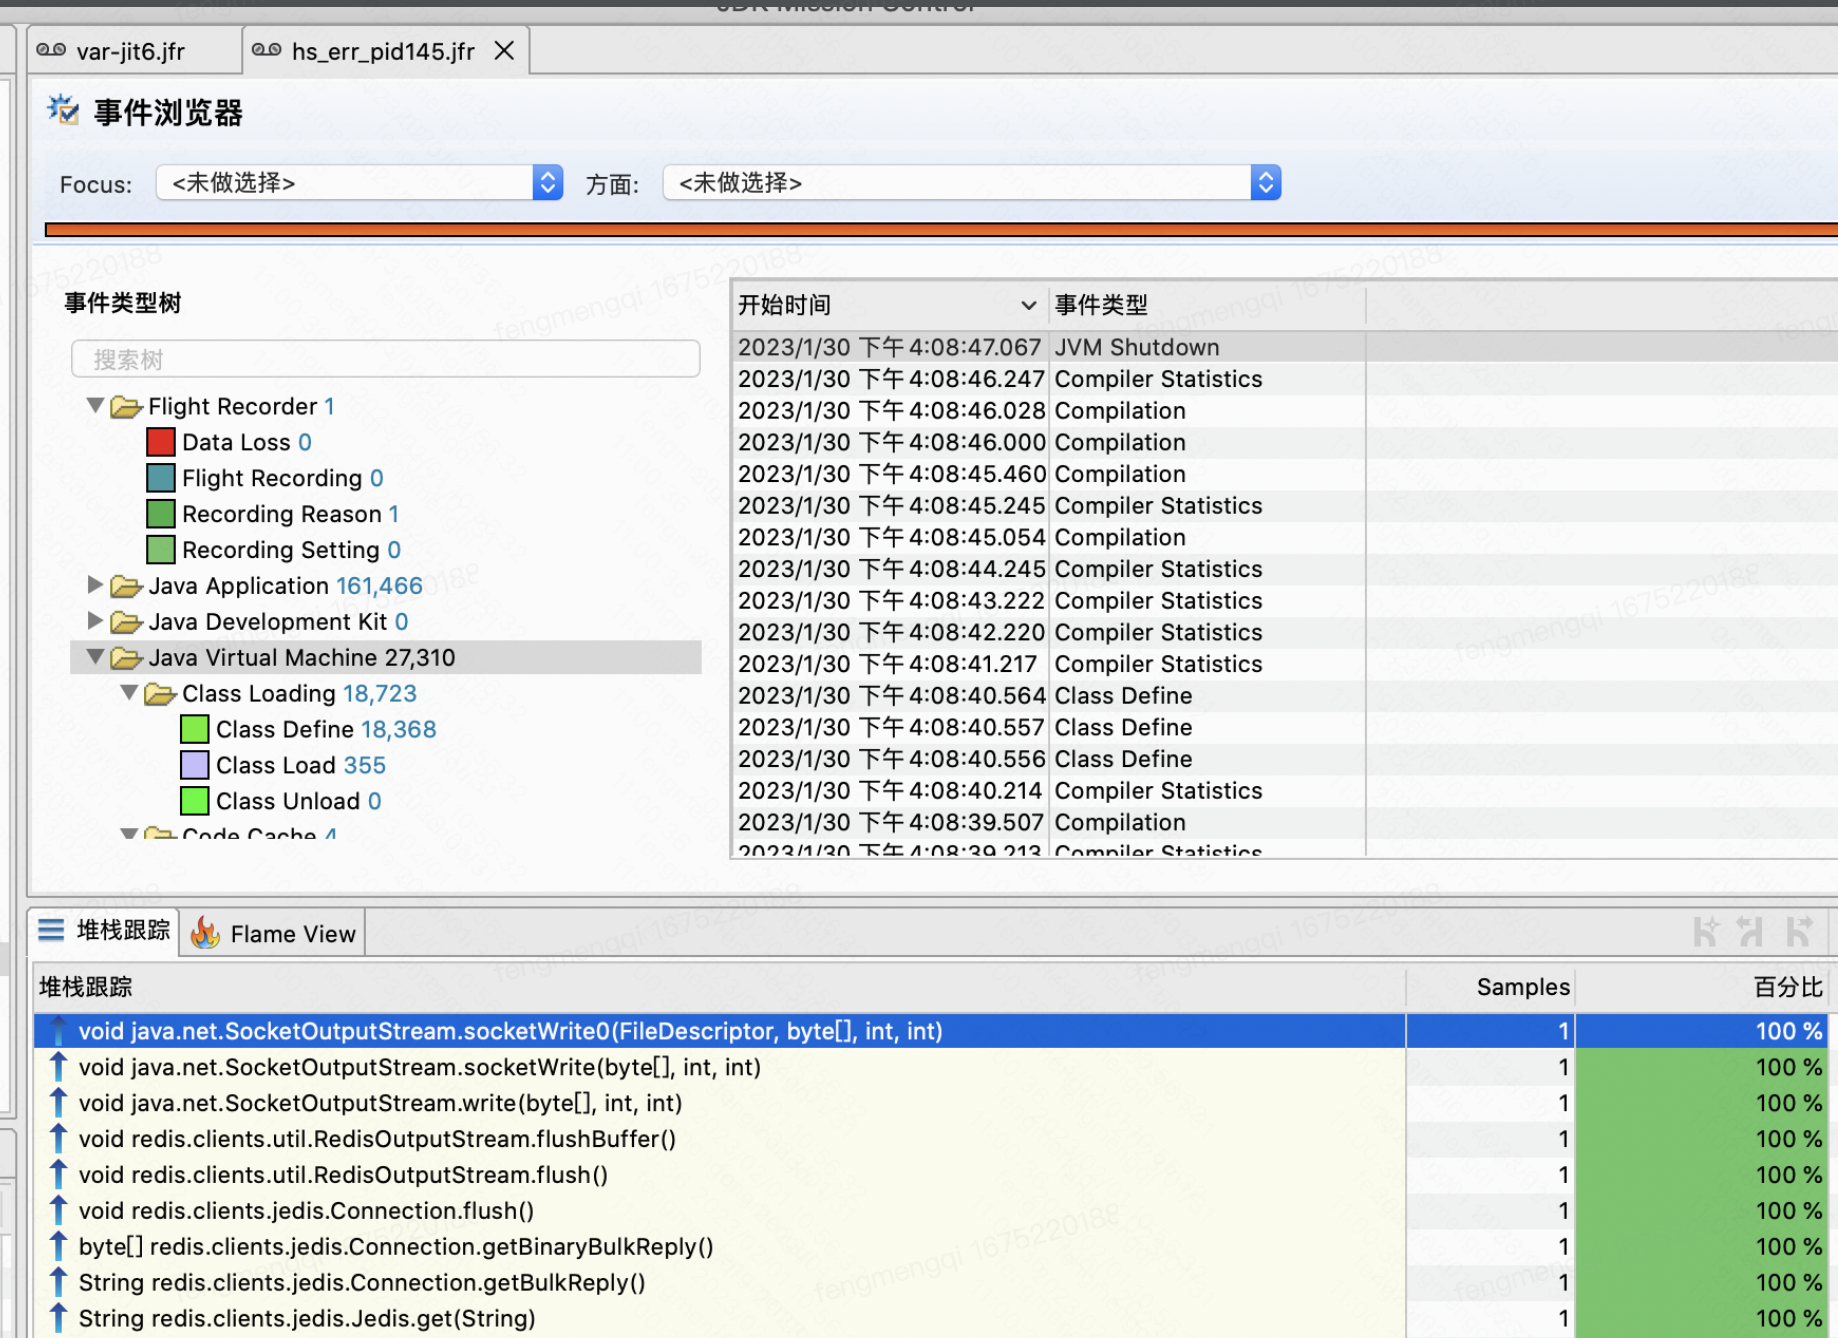 JDK Mission Control
var-jit6.jfr
hs_err_pid145.jfr
事件浏览器
Focus: <未做选择> 方面: <未做选择>
事件类型树
搜索树
Flight Recorder 1
Data Loss 0
Flight Recording 0
Recording Reason 1
Recording Setting 0
Java Application 161,466
Java Development Kit 0
Java Virtual Machine 27,310
Class Loading 18,723
Class Define 18,368
Class Load 355
Class Unload 0
Code Cache 4
开始时间 事件类型
2023/1/30 下午4:08:47.067 JVM Shutdown
2023/1/30 下午4:08:46.247 Compiler Statistics
2023/1/30 下午4:08:46.028 Compilation
2023/1/30 下午4:08:46.000 Compilation
2023/1/30 下午4:08:45.460 Compilation
2023/1/30 下午4:08:45.245 Compiler Statistics
2023/1/30 下午4:08:45.054 Compilation
2023/1/30 下午4:08:44.245 Compiler Statistics
2023/1/30 下午4:08:43.222 Compiler Statistics
2023/1/30 下午4:08:42.220 Compiler Statistics
2023/1/30 下午4:08:41.217 Compiler Statistics
2023/1/30 下午4:08:40.564 Class Define
2023/1/30 下午4:08:40.557 Class Define
2023/1/30 下午4:08:40.556 Class Define
2023/1/30 下午4:08:40.214 Compiler Statistics
2023/1/30 下午4:08:39.507 Compilation
2023/1/30 下午4:08:39.213 Compiler Statistics
堆栈跟踪
Flame View
堆栈跟踪 Samples 百分比
void java.net.SocketOutputStream.socketWrite0(FileDescriptor, byte[], int, int) 1 100 %
void java.net.SocketOutputStream.socketWrite(byte[], int, int) 1 100 %
void java.net.SocketOutputStream.write(byte[], int, int) 1 100 %
void redis.clients.util.RedisOutputStream.flushBuffer() 1 100 %
void redis.clients.util.RedisOutputStream.flush() 1 100 %
void redis.clients.jedis.Connection.flush() 1 100 %
byte[] redis.clients.jedis.Connection.getBinaryBulkReply() 1 100 %
String redis.clients.jedis.Connection.getBulkReply() 1 100 %
String redis.clients.jedis.Jedis.get(String) 1 100 %
fengmengqi 1675220188